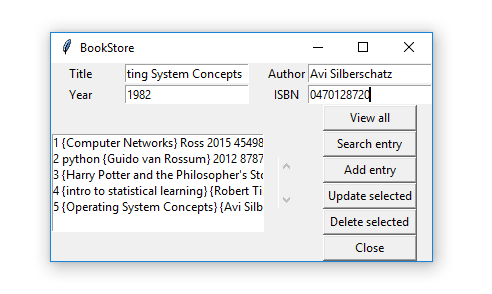 BookStore
Title ting System Concepts Author Avi Silberschatz
Year 1982 ISBN 0470128720
View all
Search entry
Add entry
Update selected
Delete selected
Close
1 {Computer Networks} Ross 2015 45498
2 python {Guido van Rossum} 2012 8787
3 {Harry Potter and the Philosopher's Sto
4 {intro to statistical learning} {Robert Ti
5 {Operating System Concepts} {Avi Silb